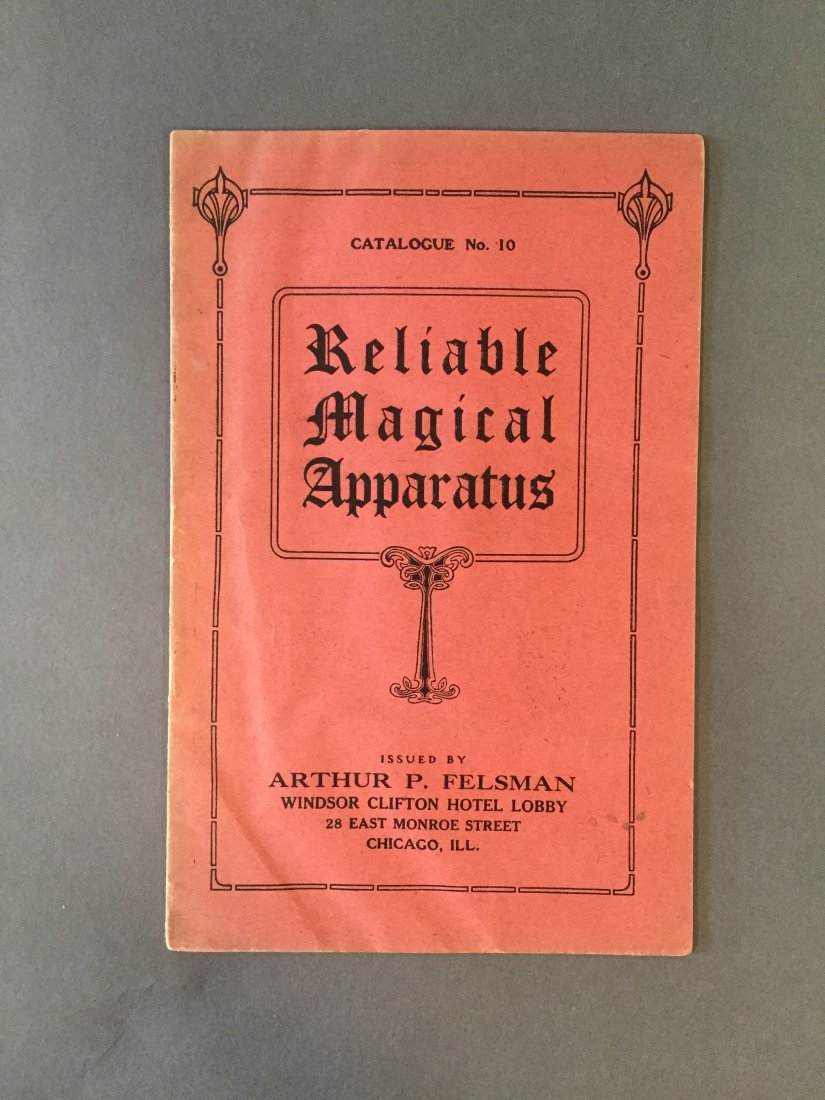 CATALOGUE No. 10
Reliable
Magical
Apparatus
ISSUED BY
ARTHUR P. FELSMAN
WINDSOR CLIFTON HOTEL LOBBY
28 EAST MONROE STREET
CHICAGO, ILL.